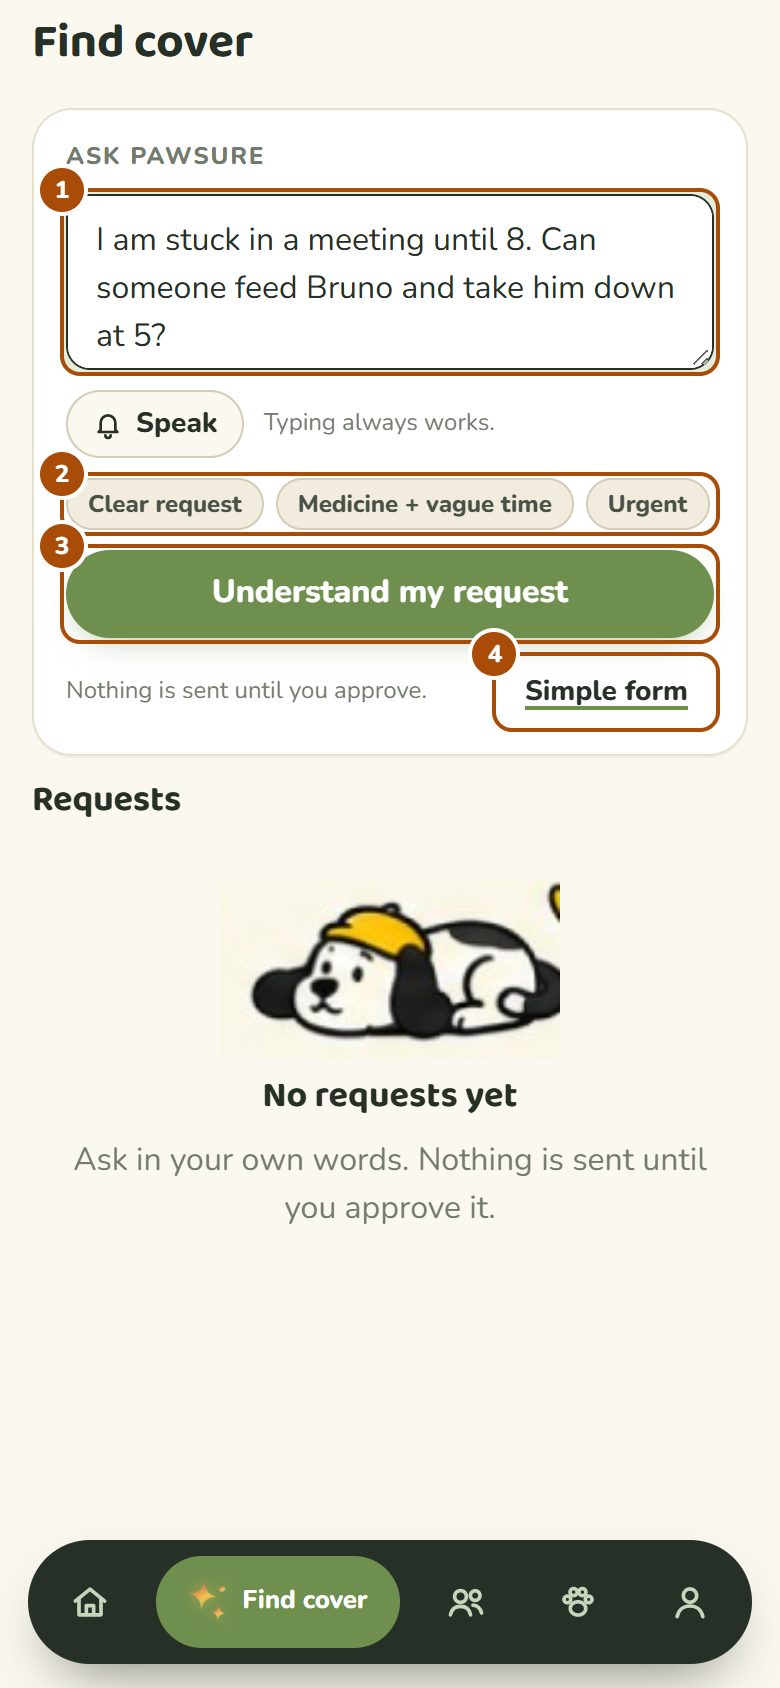 Find cover
ASK PAWSURE
1
I am stuck in a meeting until 8. Can
someone feed Bruno and take him down
at 5?
Speak
Typing always works.
2
Clear request
Medicine + vague time
Urgent
3
Understand my request
4
Nothing is sent until you approve.
Simple form
Requests
No requests yet
Ask in your own words. Nothing is sent until
you approve it.
Find cover